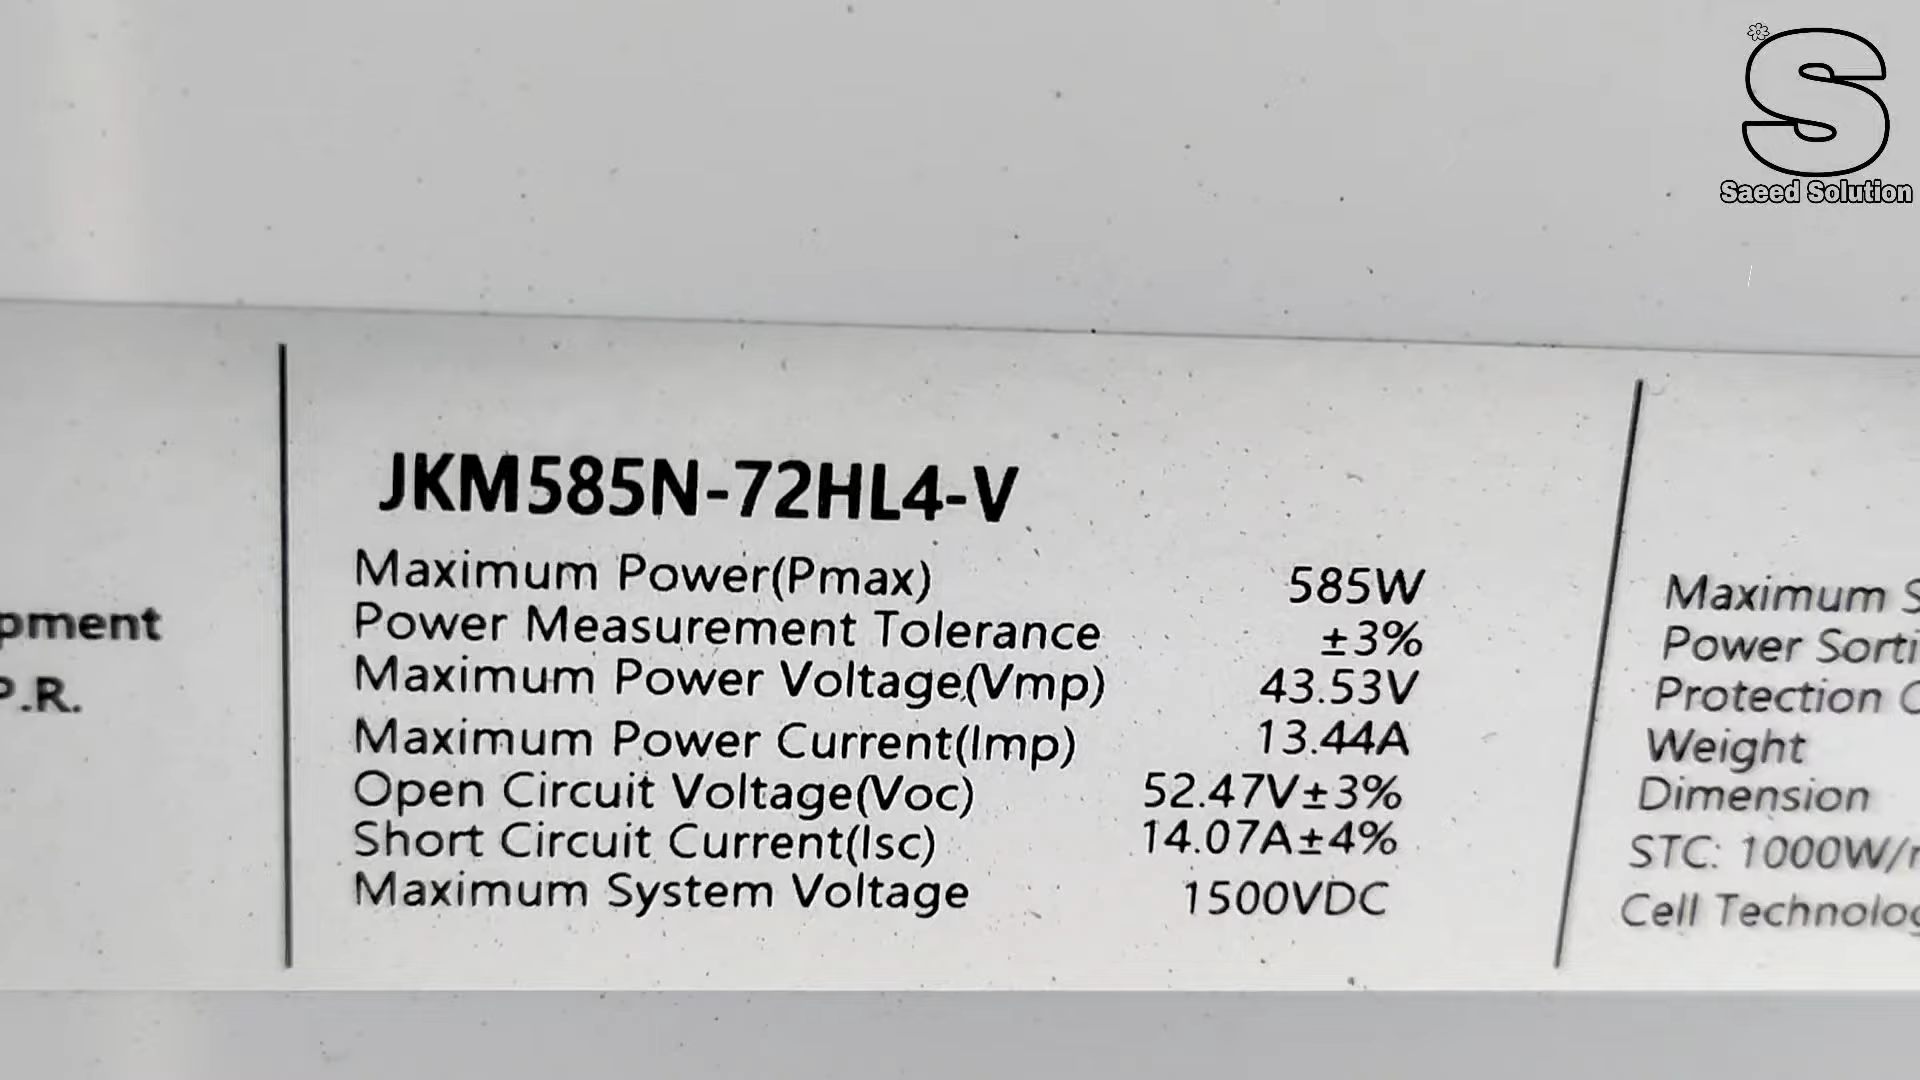 S
Saeed Solution
pment
P.R.
JKM585N-72HL4-V
Maximum Power(Pmax) 585W
Power Measurement Tolerance ±3%
Maximum Power Voltage(Vmp) 43.53V
Maximum Power Current(Imp) 13.44A
Open Circuit Voltage(Voc) 52.47V±3%
Short Circuit Current(Isc) 14.07A±4%
Maximum System Voltage 1500VDC
Maximum S
Power Sorti
Protection C
Weight
Dimension
STC: 1000W/
Cell Technolog